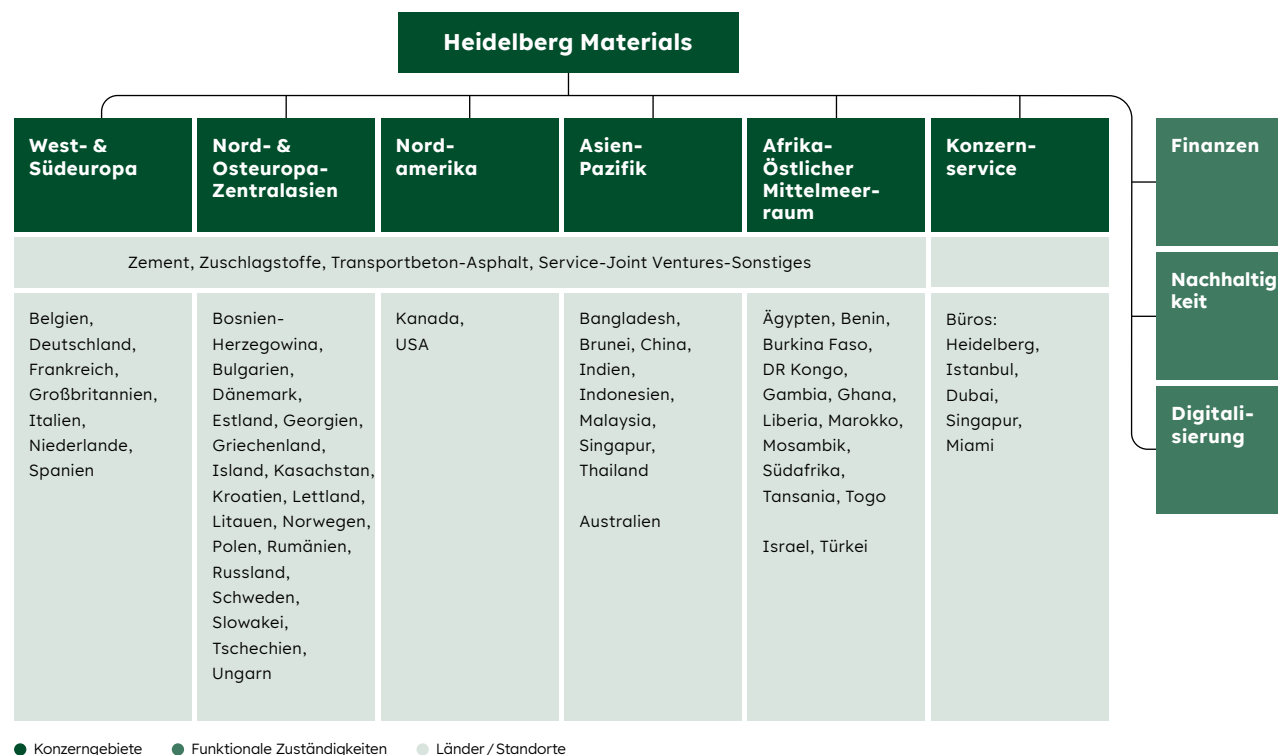 Heidelberg Materials
West- &
Südeuropa
Nord- &
Osteuropa-
Zentralasien
Nord-
amerika
Asien-
Pazifik
Afrika-
Östlicher
Mittelmeer-
raum
Konzern-
service
Finanzen
Nachhaltig
keit
Digitali-
sierung
Zement, Zuschlagstoffe, Transportbeton-Asphalt, Service-Joint Ventures-Sonstiges
Belgien,
Deutschland,
Frankreich,
Großbritannien,
Italien,
Niederlande,
Spanien
Bosnien-
Herzegowina,
Bulgarien,
Dänemark,
Estland, Georgien,
Griechenland,
Island, Kasachstan,
Kroatien, Lettland,
Litauen, Norwegen,
Polen, Rumänien,
Russland,
Schweden,
Slowakei,
Tschechien,
Ungarn
Kanada,
USA
Bangladesh,
Brunei, China,
Indien,
Indonesien,
Malaysia,
Singapur,
Thailand
Australien
Ägypten, Benin,
Burkina Faso,
DR Kongo,
Gambia, Ghana,
Liberia, Marokko,
Mosambik,
Südafrika,
Tansania, Togo
Israel, Türkei
Büros:
Heidelberg,
Istanbul,
Dubai,
Singapur,
Miami
Konzerngebiete
Funktionale Zuständigkeiten
Länder / Standorte